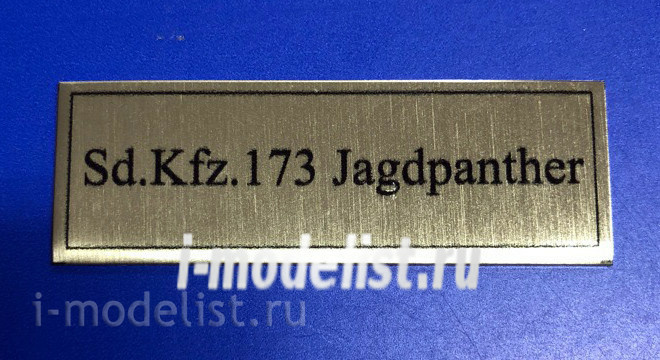 Sd.Kfz.173 Jagdpanther
i-modelist.ru
i-modelist.ru